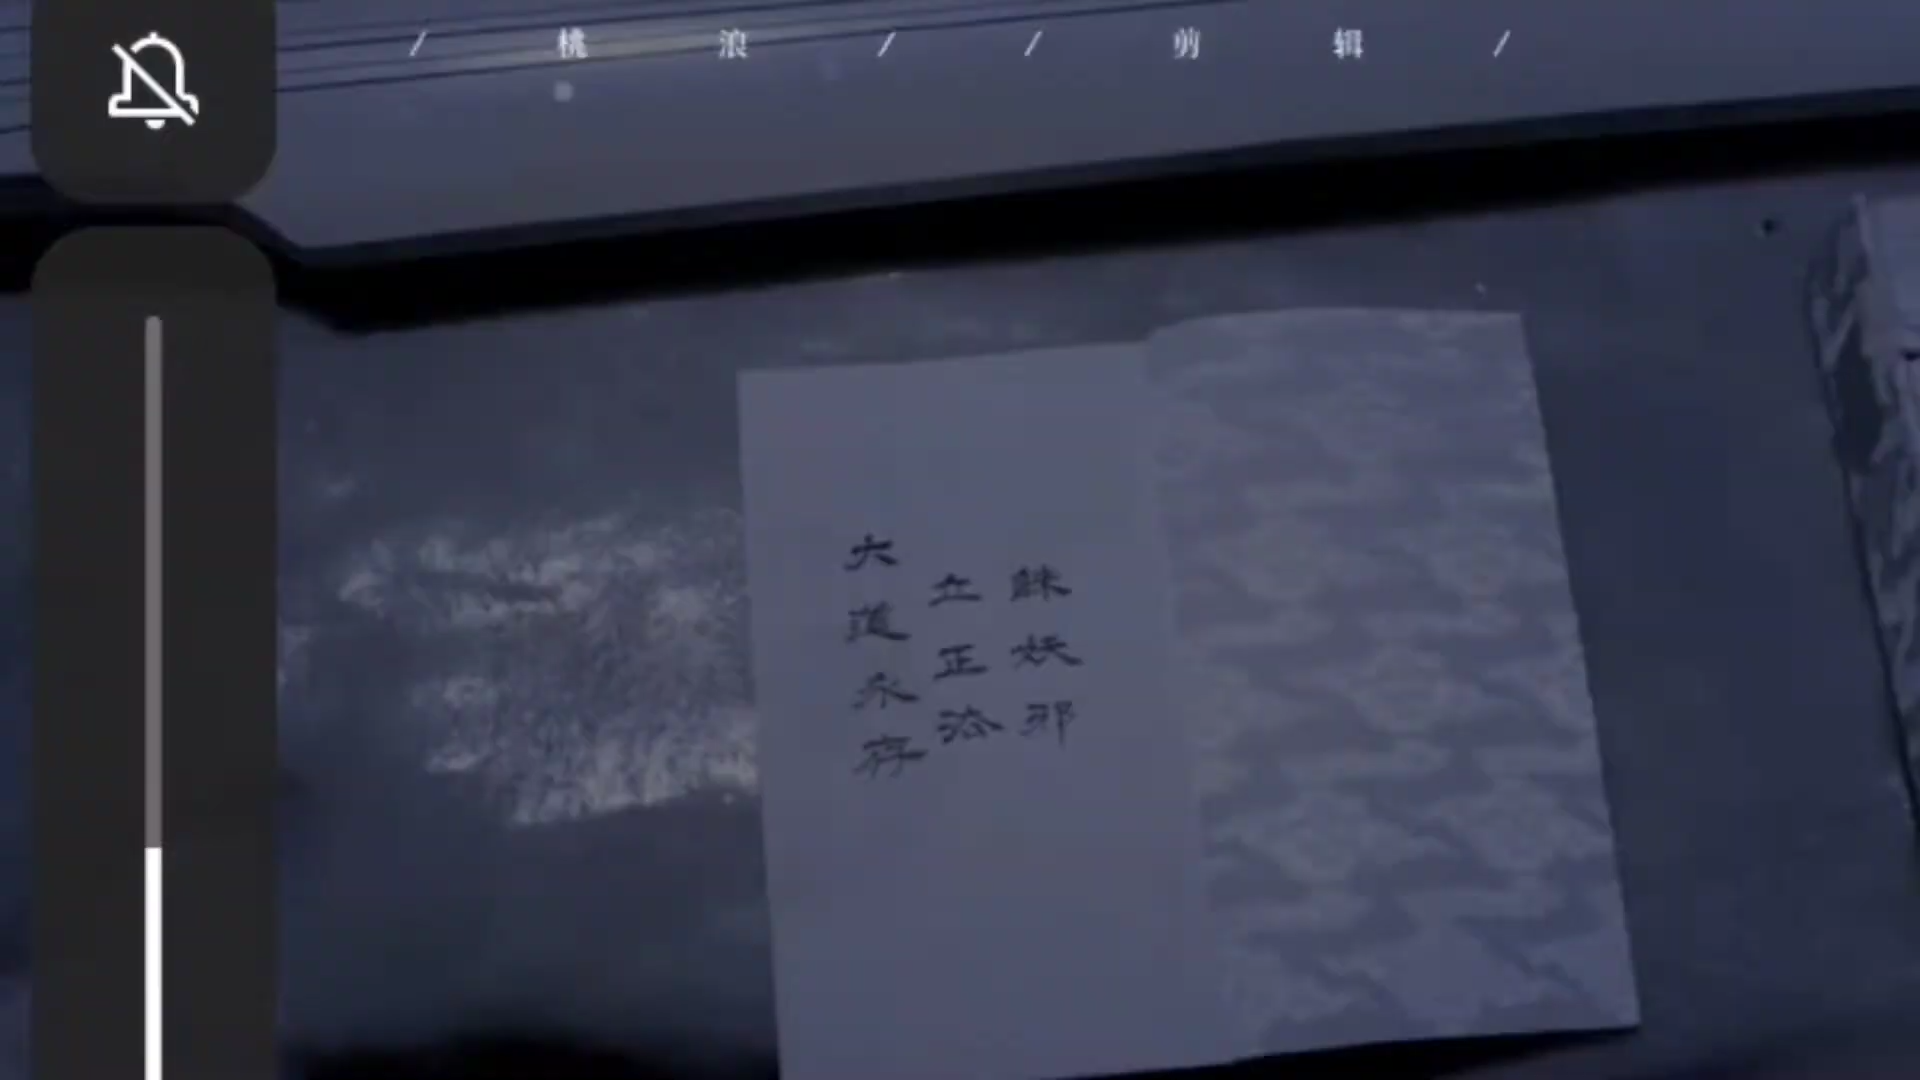 / 桃 浪 / / 剪 辑 /
誅妖邪
立正法
大道永存